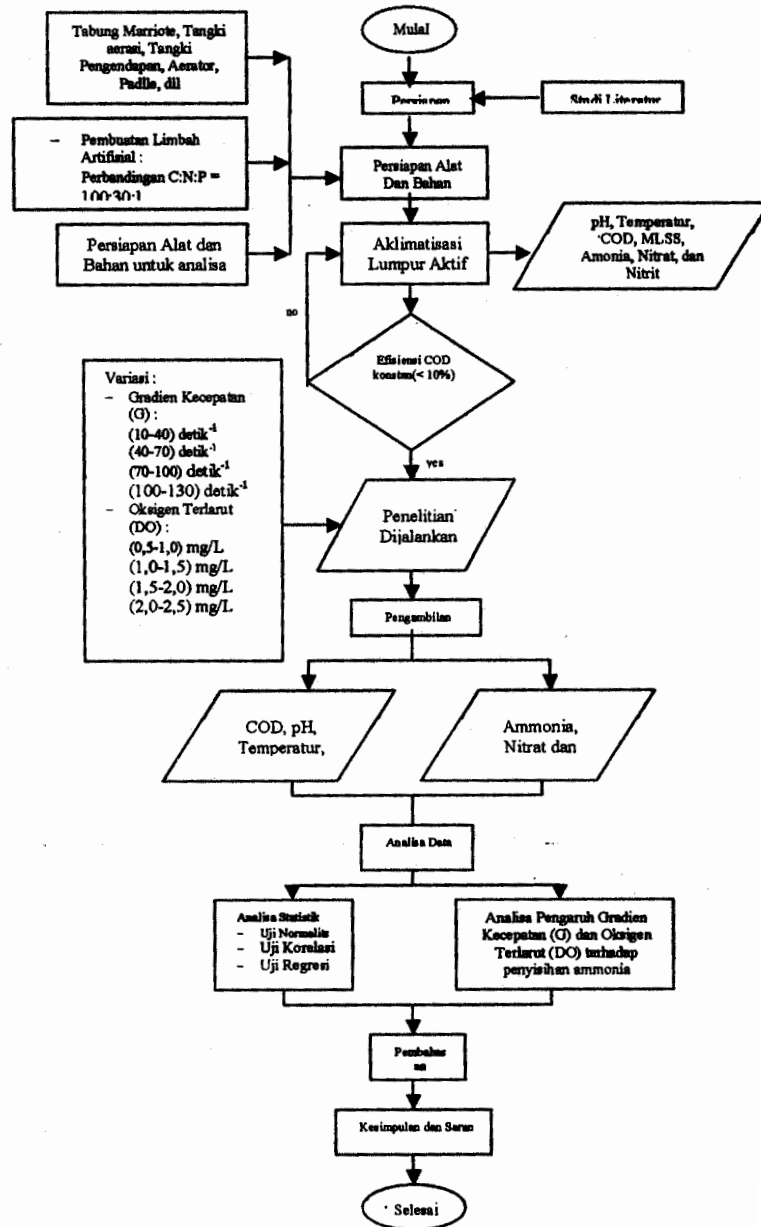 Mulai
Tabung Marriote, Tangki
aerasi, Tangki
Pengendapan, Aerator,
Padlle, dll
Persiapan
Studi Literatur
– Pembuatan Limbah
Artifisial :
Perbandingan C:N:P =
100:30:1
Persiapan Alat
Dan Bahan
Persiapan Alat dan
Bahan untuk analisa
Aklimatisasi
Lumpur Aktif
pH, Temperatur,
COD, MLSS,
Amonia, Nitrat, dan
Nitrit
no
Efisiensi COD
konstan(< 10%)
yes
Variasi :
– Gradien Kecepatan
(G) :
(10-40) detik⁻¹
(40-70) detik⁻¹
(70-100) detik⁻¹
(100-130) detik⁻¹
– Oksigen Terlarut
(DO) :
(0,5-1,0) mg/L
(1,0-1,5) mg/L
(1,5-2,0) mg/L
(2,0-2,5) mg/L
Penelitian
Dijalankan
Pengambilan
COD, pH,
Temperatur,
Ammonia,
Nitrat dan
Analisa Data
Analisa Statistik
– Uji Normalits
– Uji Korelasi
– Uji Regresi
Analisa Pengaruh Gradien
Kecepatan (G) dan Oksigen
Terlarut (DO) terhadap
penyisihan ammonia
Pembahas
an
Kesimpulan dan Saran
Selesai